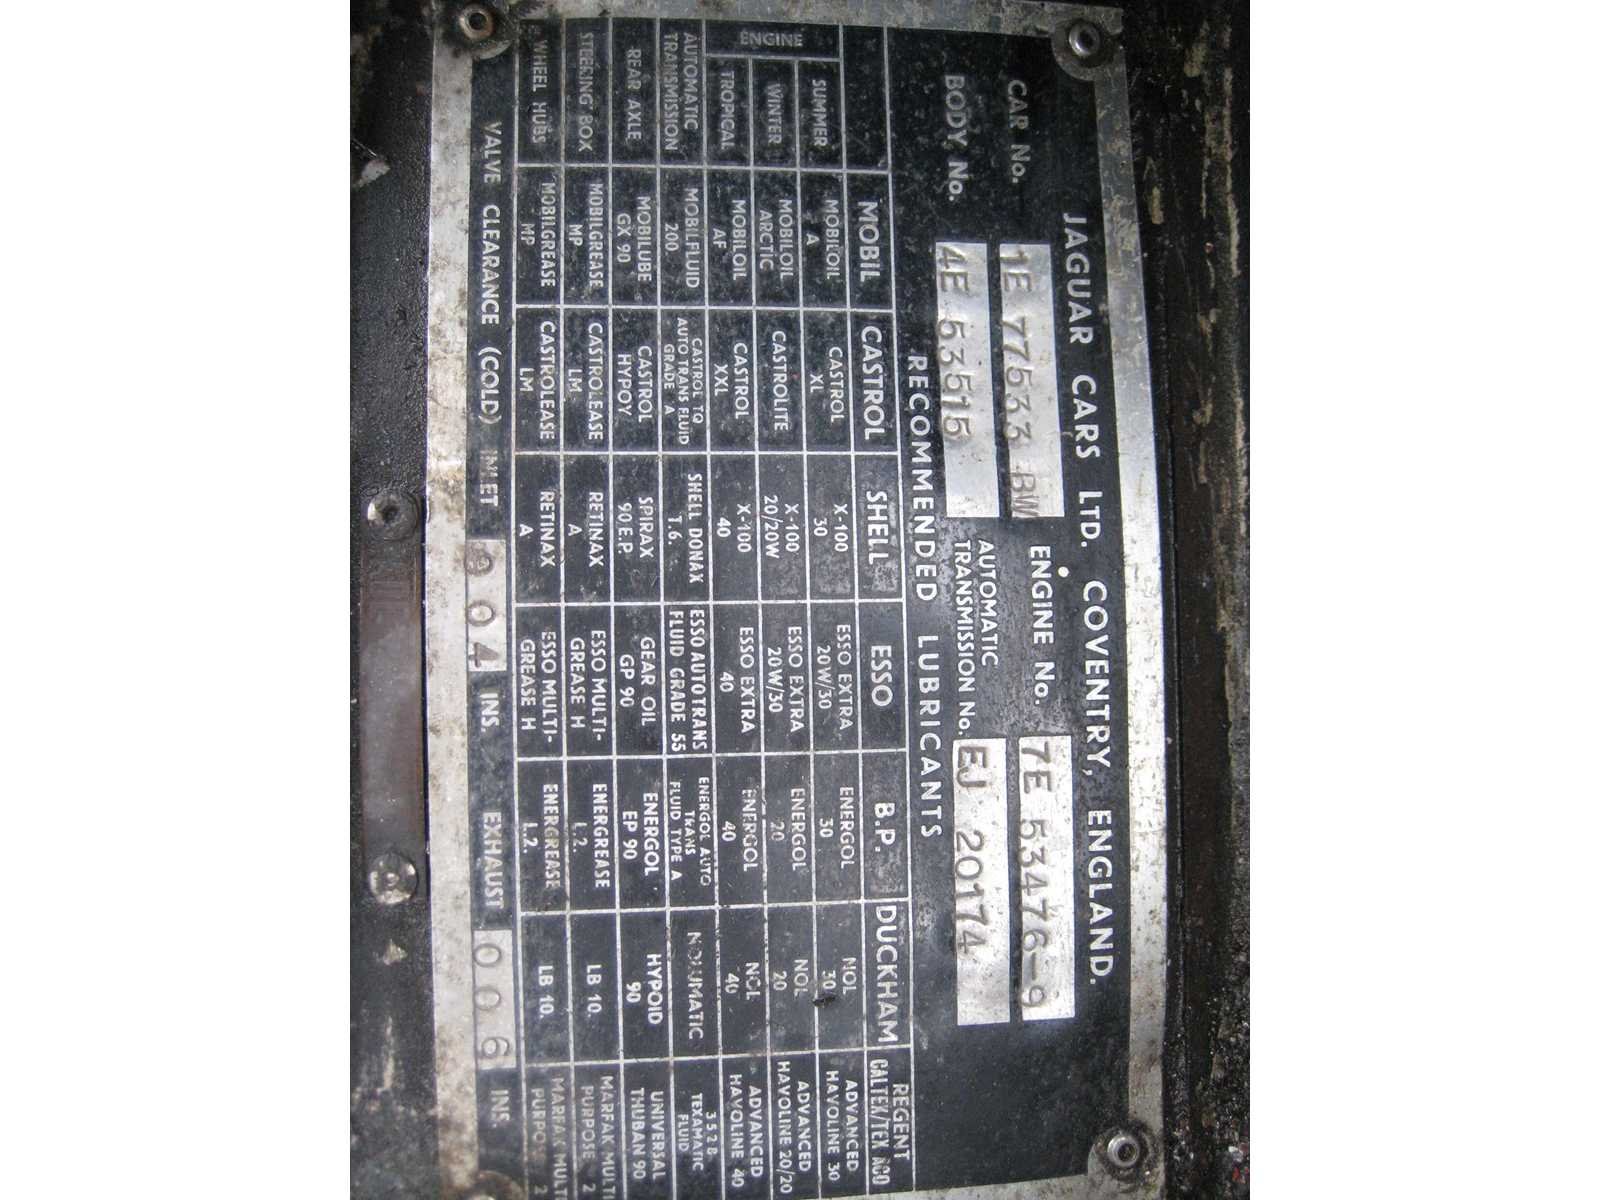 JAGUAR CARS LTD. COVENTRY, ENGLAND.
CAR No. 1E 77533 BW ENGINE No. 7E 53476-9
BODY No. 4E 53515 AUTOMATIC TRANSMISSION No. EJ 20174
RECOMMENDED LUBRICANTS
MOBIL CASTROL SHELL ESSO B.P. DUCKHAM REGENT CALTEX/TEXACO
ENGINE
SUMMER MOBILOIL A CASTROL XL X-100 30 ESSO EXTRA 20W/30 ENERGOL 30 NOL 30 ADVANCED HAVOLINE 30
WINTER MOBILOIL ARCTIC CASTROLITE X-100 20/20W ESSO EXTRA 20W/30 ENERGOL 20 NOL 20 ADVANCED HAVOLINE 20/20
TROPICAL MOBILOIL AF CASTROL XXL X-100 40 ESSO EXTRA 40 ENERGOL 40 NOL 40 ADVANCED HAVOLINE 40
AUTOMATIC TRANSMISSION MOBILFLUID 200 CASTROL TQ AUTO TRANS FLUID GRADE A SHELL DONAX T.6. ESSO AUTO TRANS FLUID GRADE 55 ENERGOL AUTO TRANS FLUID TYPE A NOLMATIC 3528 TEXAMATIC FLUID
REAR AXLE MOBILUBE GX 90 CASTROL HYPOY SPIRAX 90 E.P. GEAR OIL GP 90 ENERGOL EP 90 HYPOID 90 UNIVERSAL THUBAN 90
STEERING BOX MOBILGREASE MP CASTROLEASE LM RETINAX A ESSO MULTI-GREASE H ENERGREASE L.2. LB 10. MARFAK MULTI PURPOSE 2
WHEEL HUBS MOBILGREASE MP CASTROLEASE LM RETINAX A ESSO MULTI-GREASE H ENERGREASE L.2. LB 10. MARFAK MULTI PURPOSE 2
VALVE CLEARANCE (COLD) INLET 004 INS. EXHAUST 006 INS.